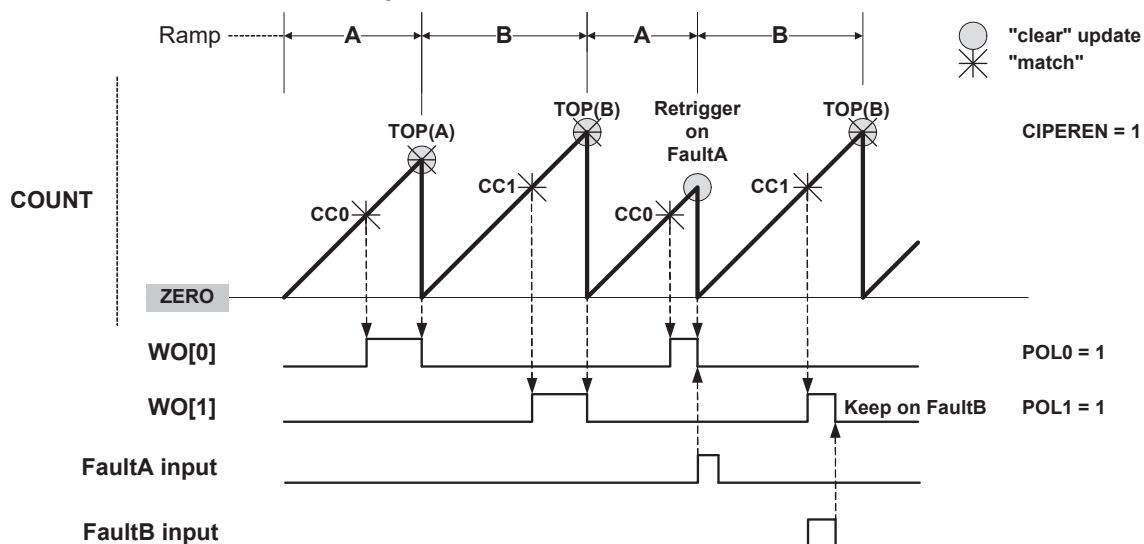 Ramp A B A B "clear" update
"match"
TOP(A) TOP(B) Retrigger on FaultA TOP(B) CIPEREN = 1
COUNT
CC0 CC1 CC0 CC1
ZERO
WO[0] POL0 = 1
WO[1] Keep on FaultB POL1 = 1
FaultA input
FaultB input